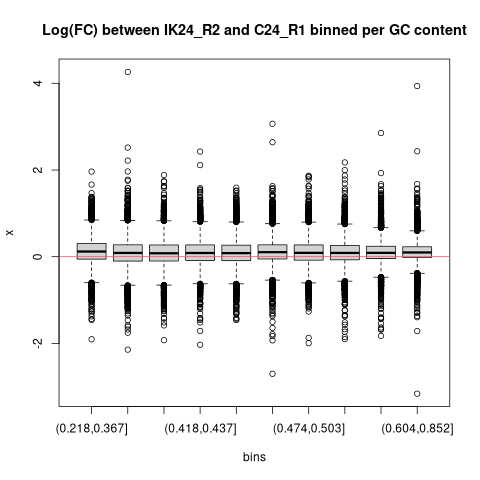 Log(FC) between IK24_R2 and C24_R1 binned per GC content
4
2
0
-2
x
(0.218,0.367]
(0.418,0.437]
(0.474,0.503]
(0.604,0.852]
bins